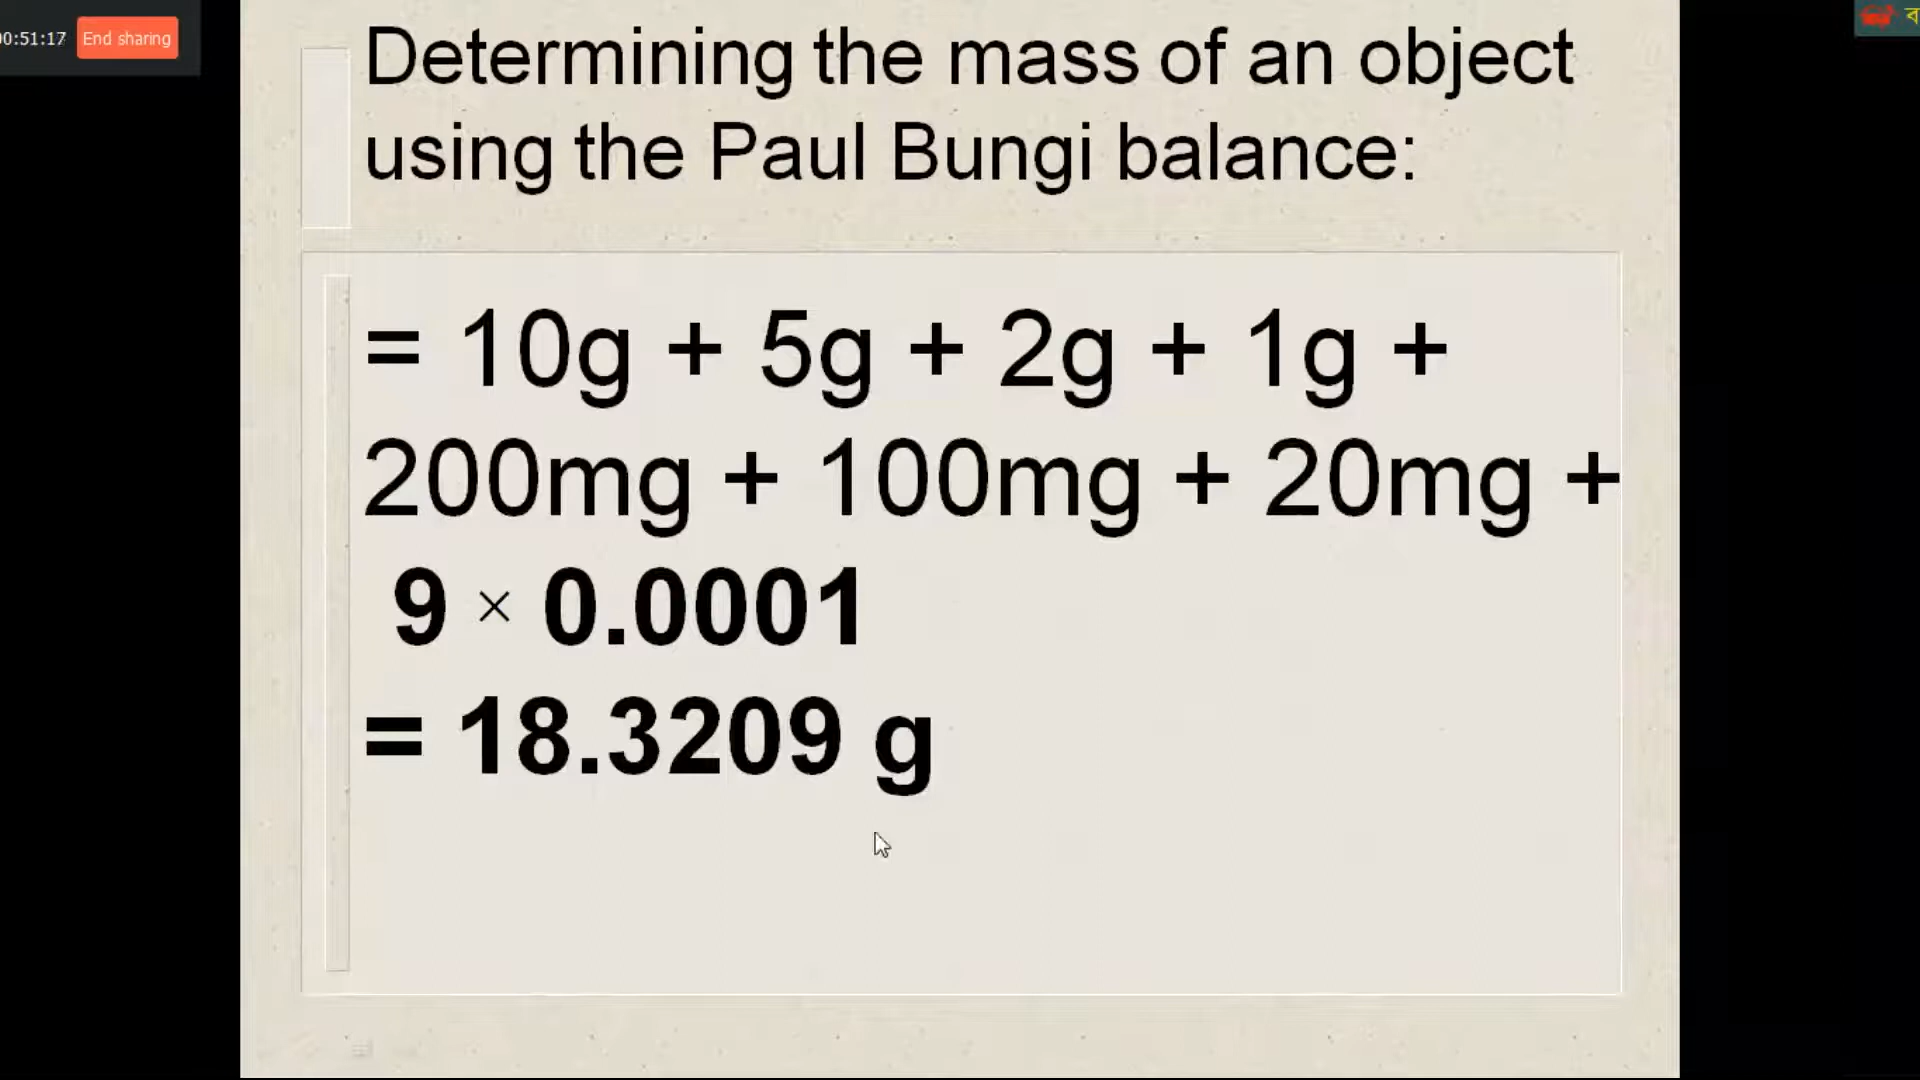 0:51:17 End sharing
ব
Determining the mass of an object
using the Paul Bungi balance:
= 10g + 5g + 2g + 1g +
200mg + 100mg + 20mg +
9 × 0.0001
= 18.3209 g